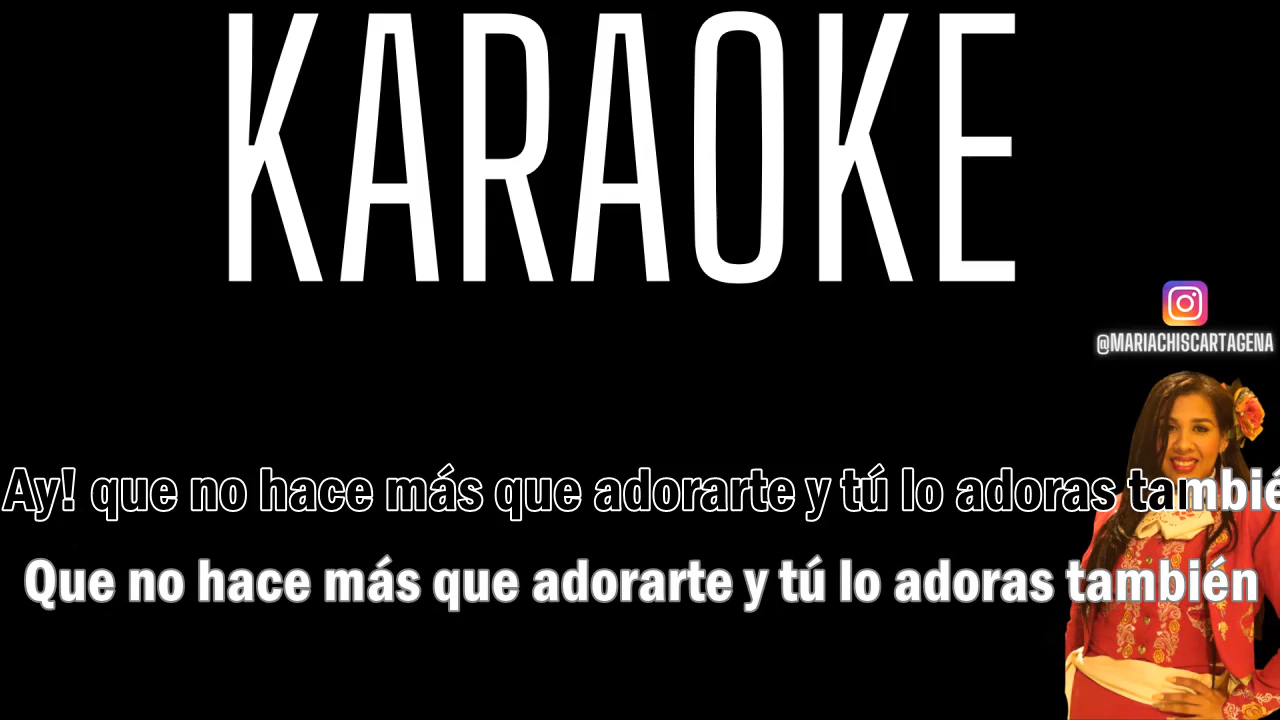 KARAOKE
@MARIACHISCARTAGENA
Ay! que no hace más que adorarte y tú lo adoras tambié
Que no hace más que adorarte y tú lo adoras también